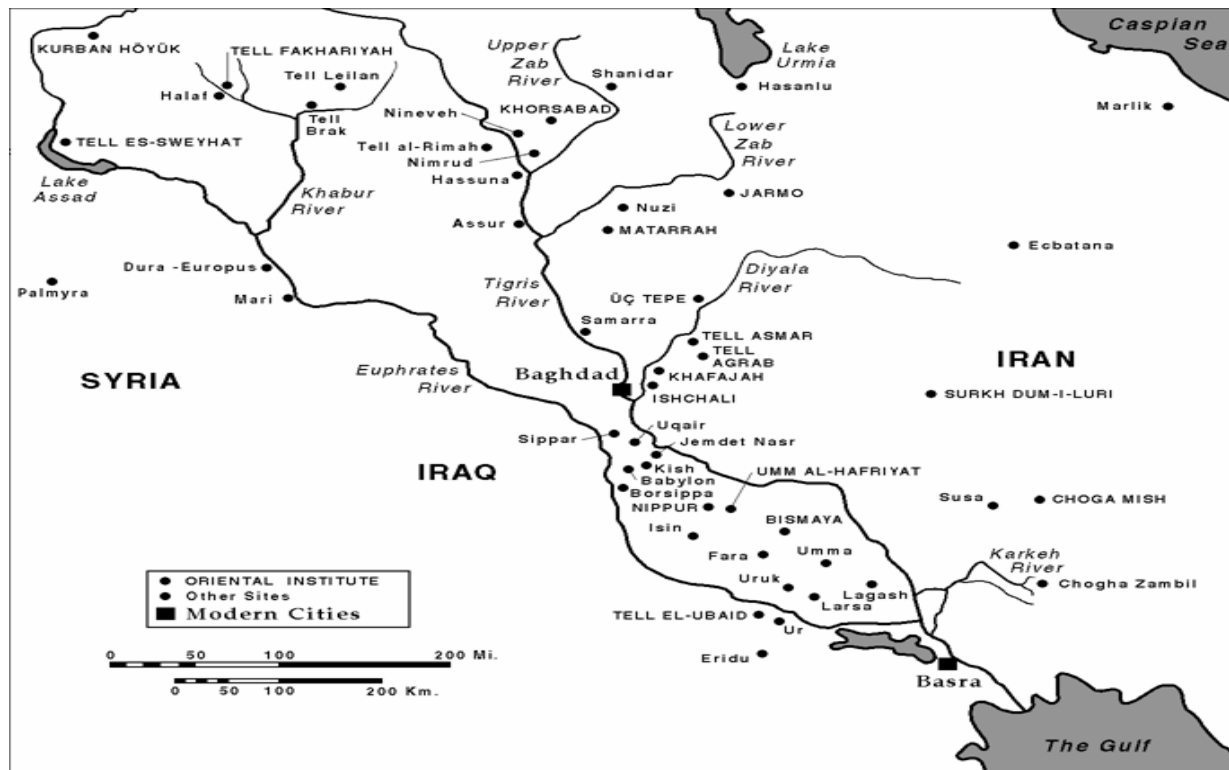 Caspian
Sea
KURBAN HÖYÜK
TELL FAKHARIYAH
Upper
Zab
River
Lake
Urmia
Tell Leilan
Shanidar
Halaf
Hasanlu
KHORSABAD
Marlik
Nineveh
Tell
Brak
Lower
Zab
River
TELL ES-SWEYHAT
Tell al-Rimah
Nimrud
Hassuna
Lake
Assad
Khabur
River
JARMO
Nuzi
Assur
MATARRAH
Ecbatana
Dura -Europus
Diyala
River
Palmyra
Mari
Tigris
River
ÜÇ TEPE
Samarra
TELL ASMAR
TELL
AGRAB
IRAN
SYRIA
Euphrates
River
Baghdad
KHAFAJAH
ISHCHALI
SURKH DUM-I-LURI
Uqair
Sippar
Jemdet Nasr
IRAQ
Kish
UMM AL-HAFRIYAT
Babylon
Borsippa
Susa
CHOGA MISH
NIPPUR
BISMAYA
Isin
Fara
Umma
Karkeh
River
Uruk
Lagash
Chogha Zambil
Larsa
TELL EL-UBAID
Ur
Eridu
Basra
ORIENTAL INSTITUTE
Other Sites
Modern Cities
0 50 100 200 Mi.
0 50 100 200 Km.
The Gulf